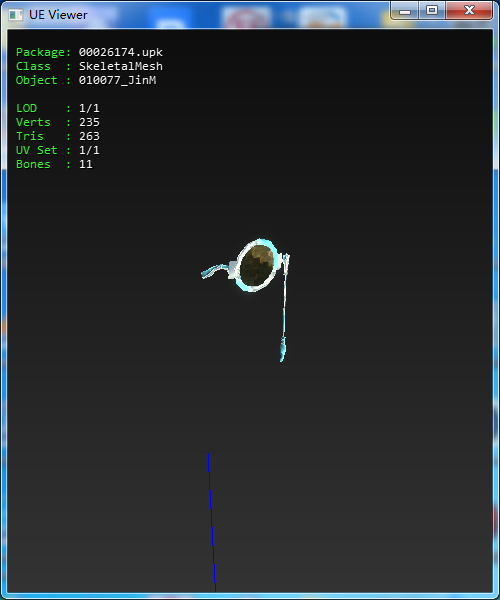 UE Viewer
Package: 00026174.upk
Class : SkeletalMesh
Object : 010077_JinM
LOD : 1/1
Verts : 235
Tris : 263
UV Set : 1/1
Bones : 11